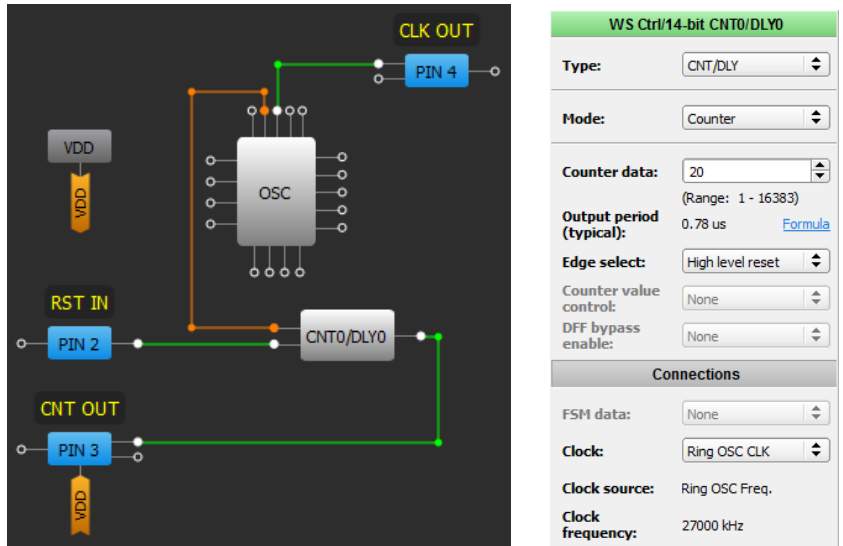 CLK OUT
PIN 4
VDD
VDD
OSC
RST IN
PIN 2
CNT0/DLY0
CNT OUT
PIN 3
VDD
WS Ctrl/14-bit CNT0/DLY0
Type: CNT/DLY
Mode: Counter
Counter data: 20
(Range: 1 - 16383)
Output period
(typical): 0.78 us Formula
Edge select: High level reset
Counter value
control: None
DFF bypass
enable: None
Connections
FSM data: None
Clock: Ring OSC CLK
Clock source: Ring OSC Freq.
Clock
frequency: 27000 kHz